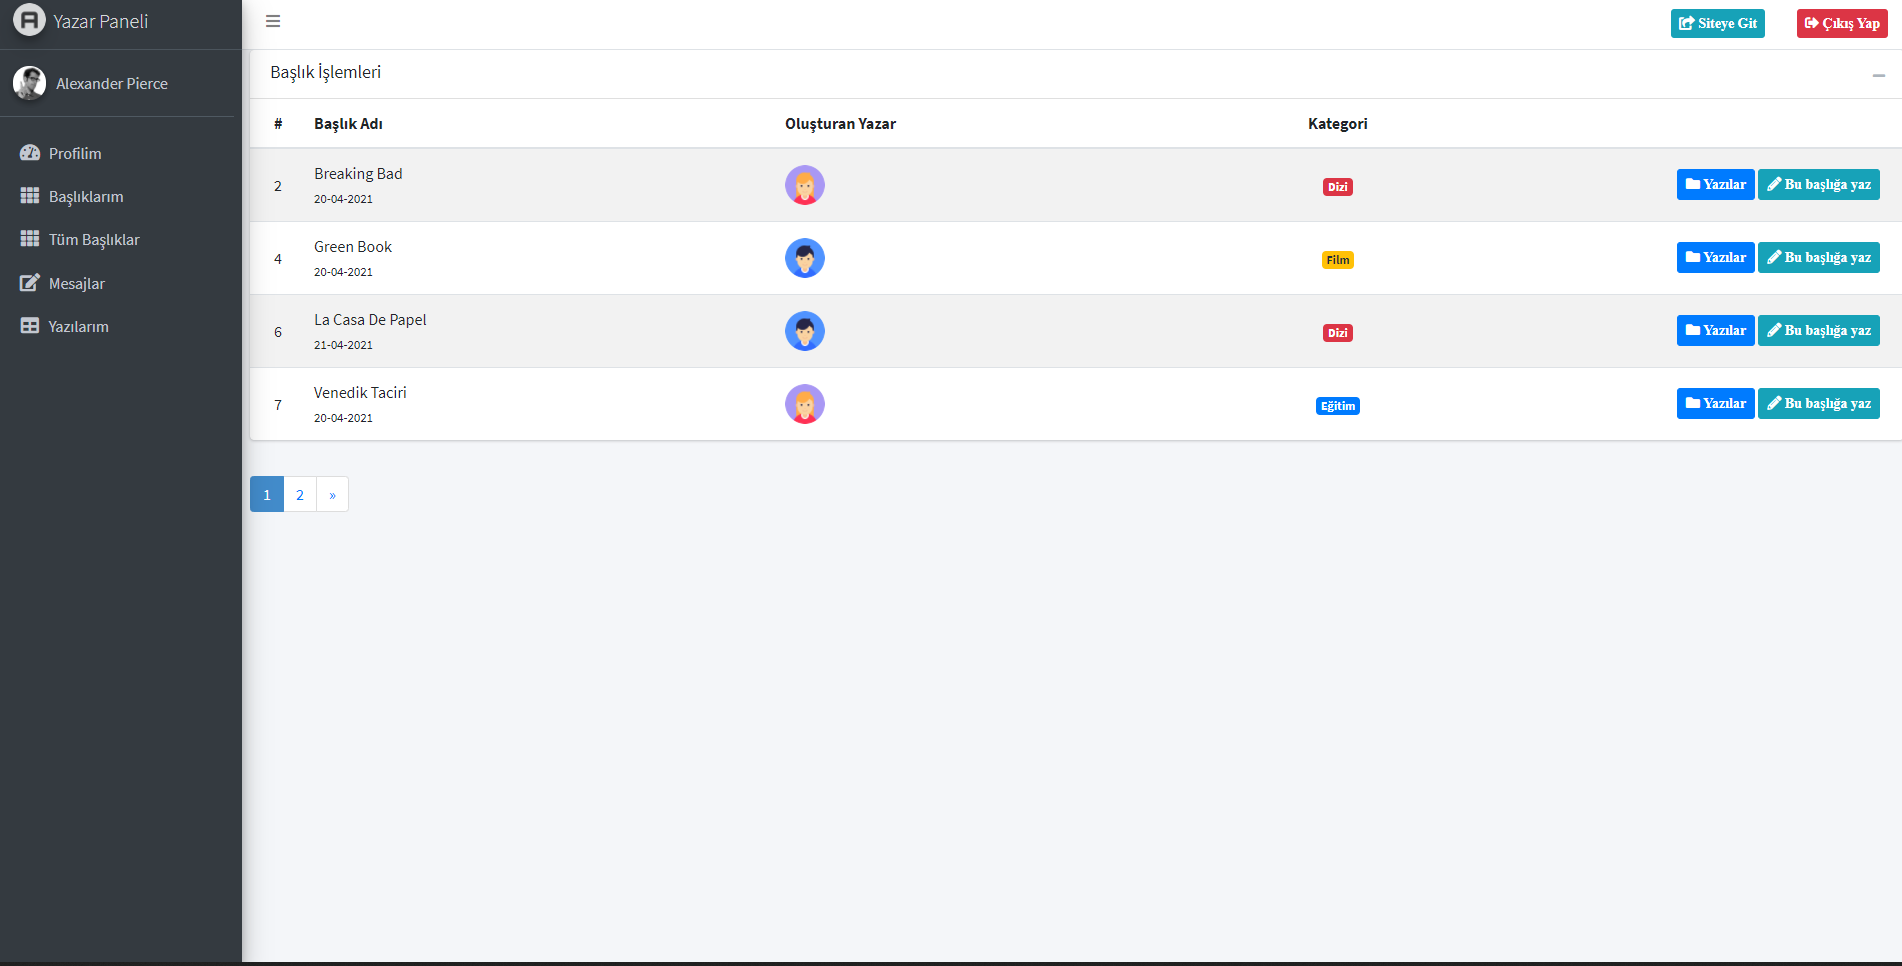 Yazar Paneli
Siteye Git
Çıkış Yap
Alexander Pierce
Profilim
Başlıklarım
Tüm Başlıklar
Mesajlar
Yazılarım
Başlık İşlemleri
# Başlık Adı Oluşturan Yazar Kategori
2 Breaking Bad Dizi Yazılar Bu başlığa yaz
20-04-2021
4 Green Book Film Yazılar Bu başlığa yaz
20-04-2021
6 La Casa De Papel Dizi Yazılar Bu başlığa yaz
21-04-2021
7 Venedik Taciri Eğitim Yazılar Bu başlığa yaz
20-04-2021
1 2 »